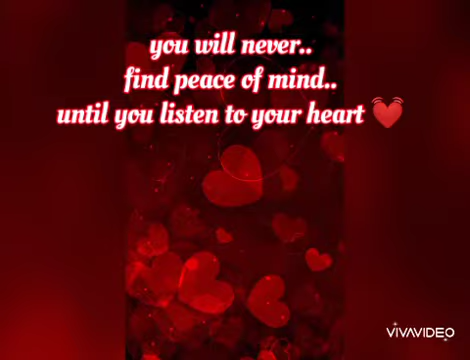 you will never..
find peace of mind..
until you listen to your heart 💓
VIVAVIDEO